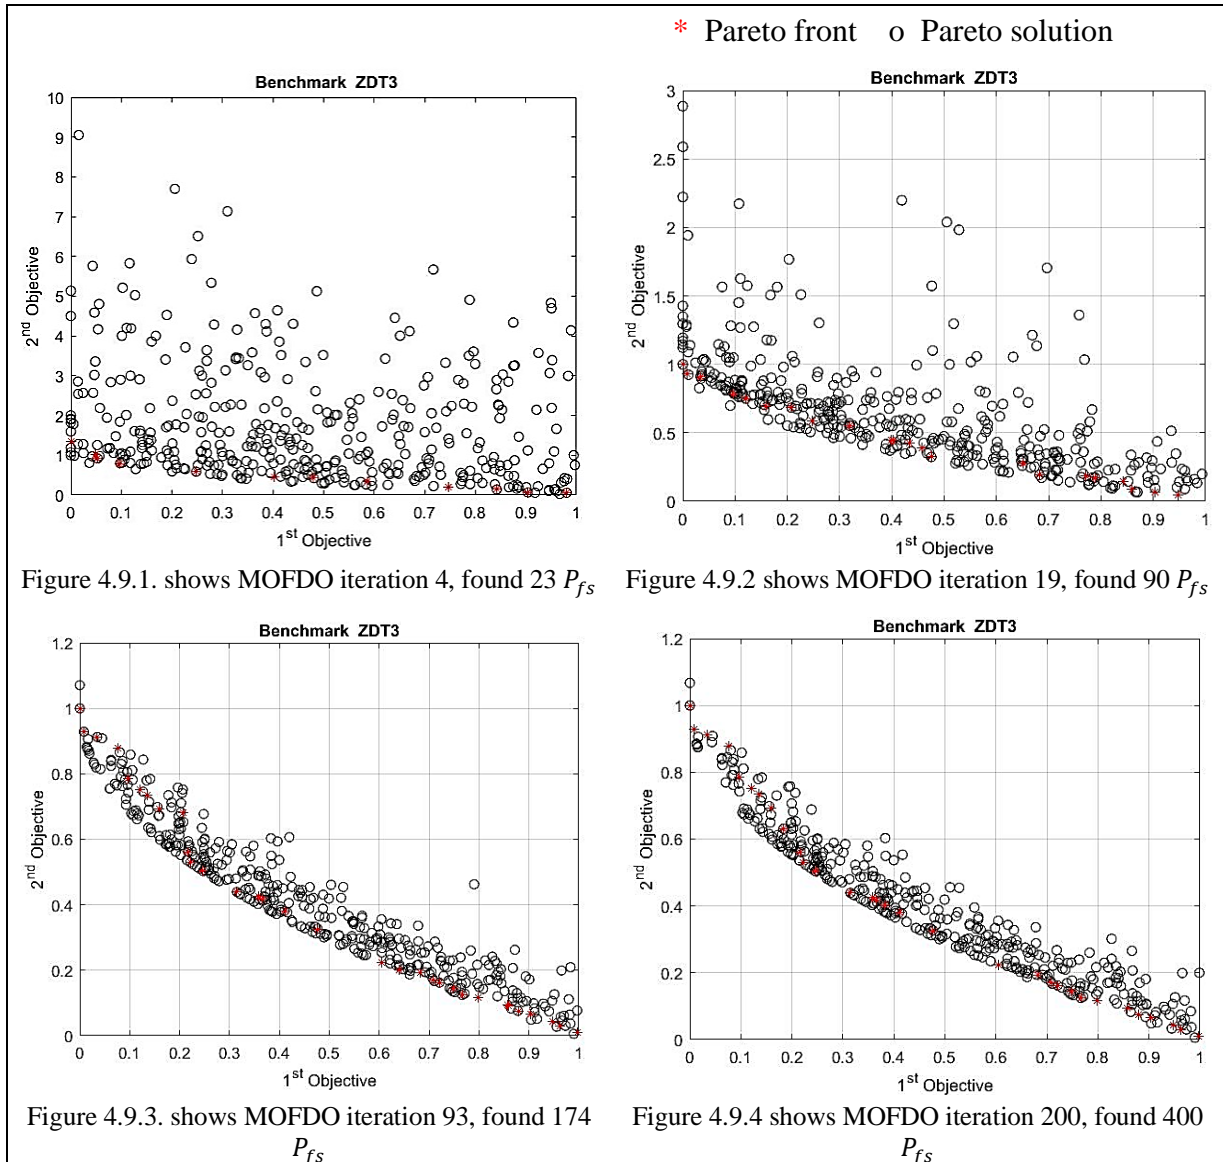 * Pareto front o Pareto solution
Benchmark ZDT3
10
9
8
7
6
5
4
3
2
1
0
2nd Objective
0 0.1 0.2 0.3 0.4 0.5 0.6 0.7 0.8 0.9 1
1st Objective
Figure 4.9.1. shows MOFDO iteration 4, found 23 Pfs
Benchmark ZDT3
3
2.5
2
1.5
1
0.5
0
2nd Objective
0 0.1 0.2 0.3 0.4 0.5 0.6 0.7 0.8 0.9 1
1st Objective
Figure 4.9.2 shows MOFDO iteration 19, found 90 Pfs
Benchmark ZDT3
1.2
1
0.8
0.6
0.4
0.2
0
2nd Objective
0 0.1 0.2 0.3 0.4 0.5 0.6 0.7 0.8 0.9 1
1st Objective
Figure 4.9.3. shows MOFDO iteration 93, found 174
Pfs
Benchmark ZDT3
1.2
1
0.8
0.6
0.4
0.2
0
2nd Objective
0 0.1 0.2 0.3 0.4 0.5 0.6 0.7 0.8 0.9 1
1st Objective
Figure 4.9.4 shows MOFDO iteration 200, found 400
Pfs